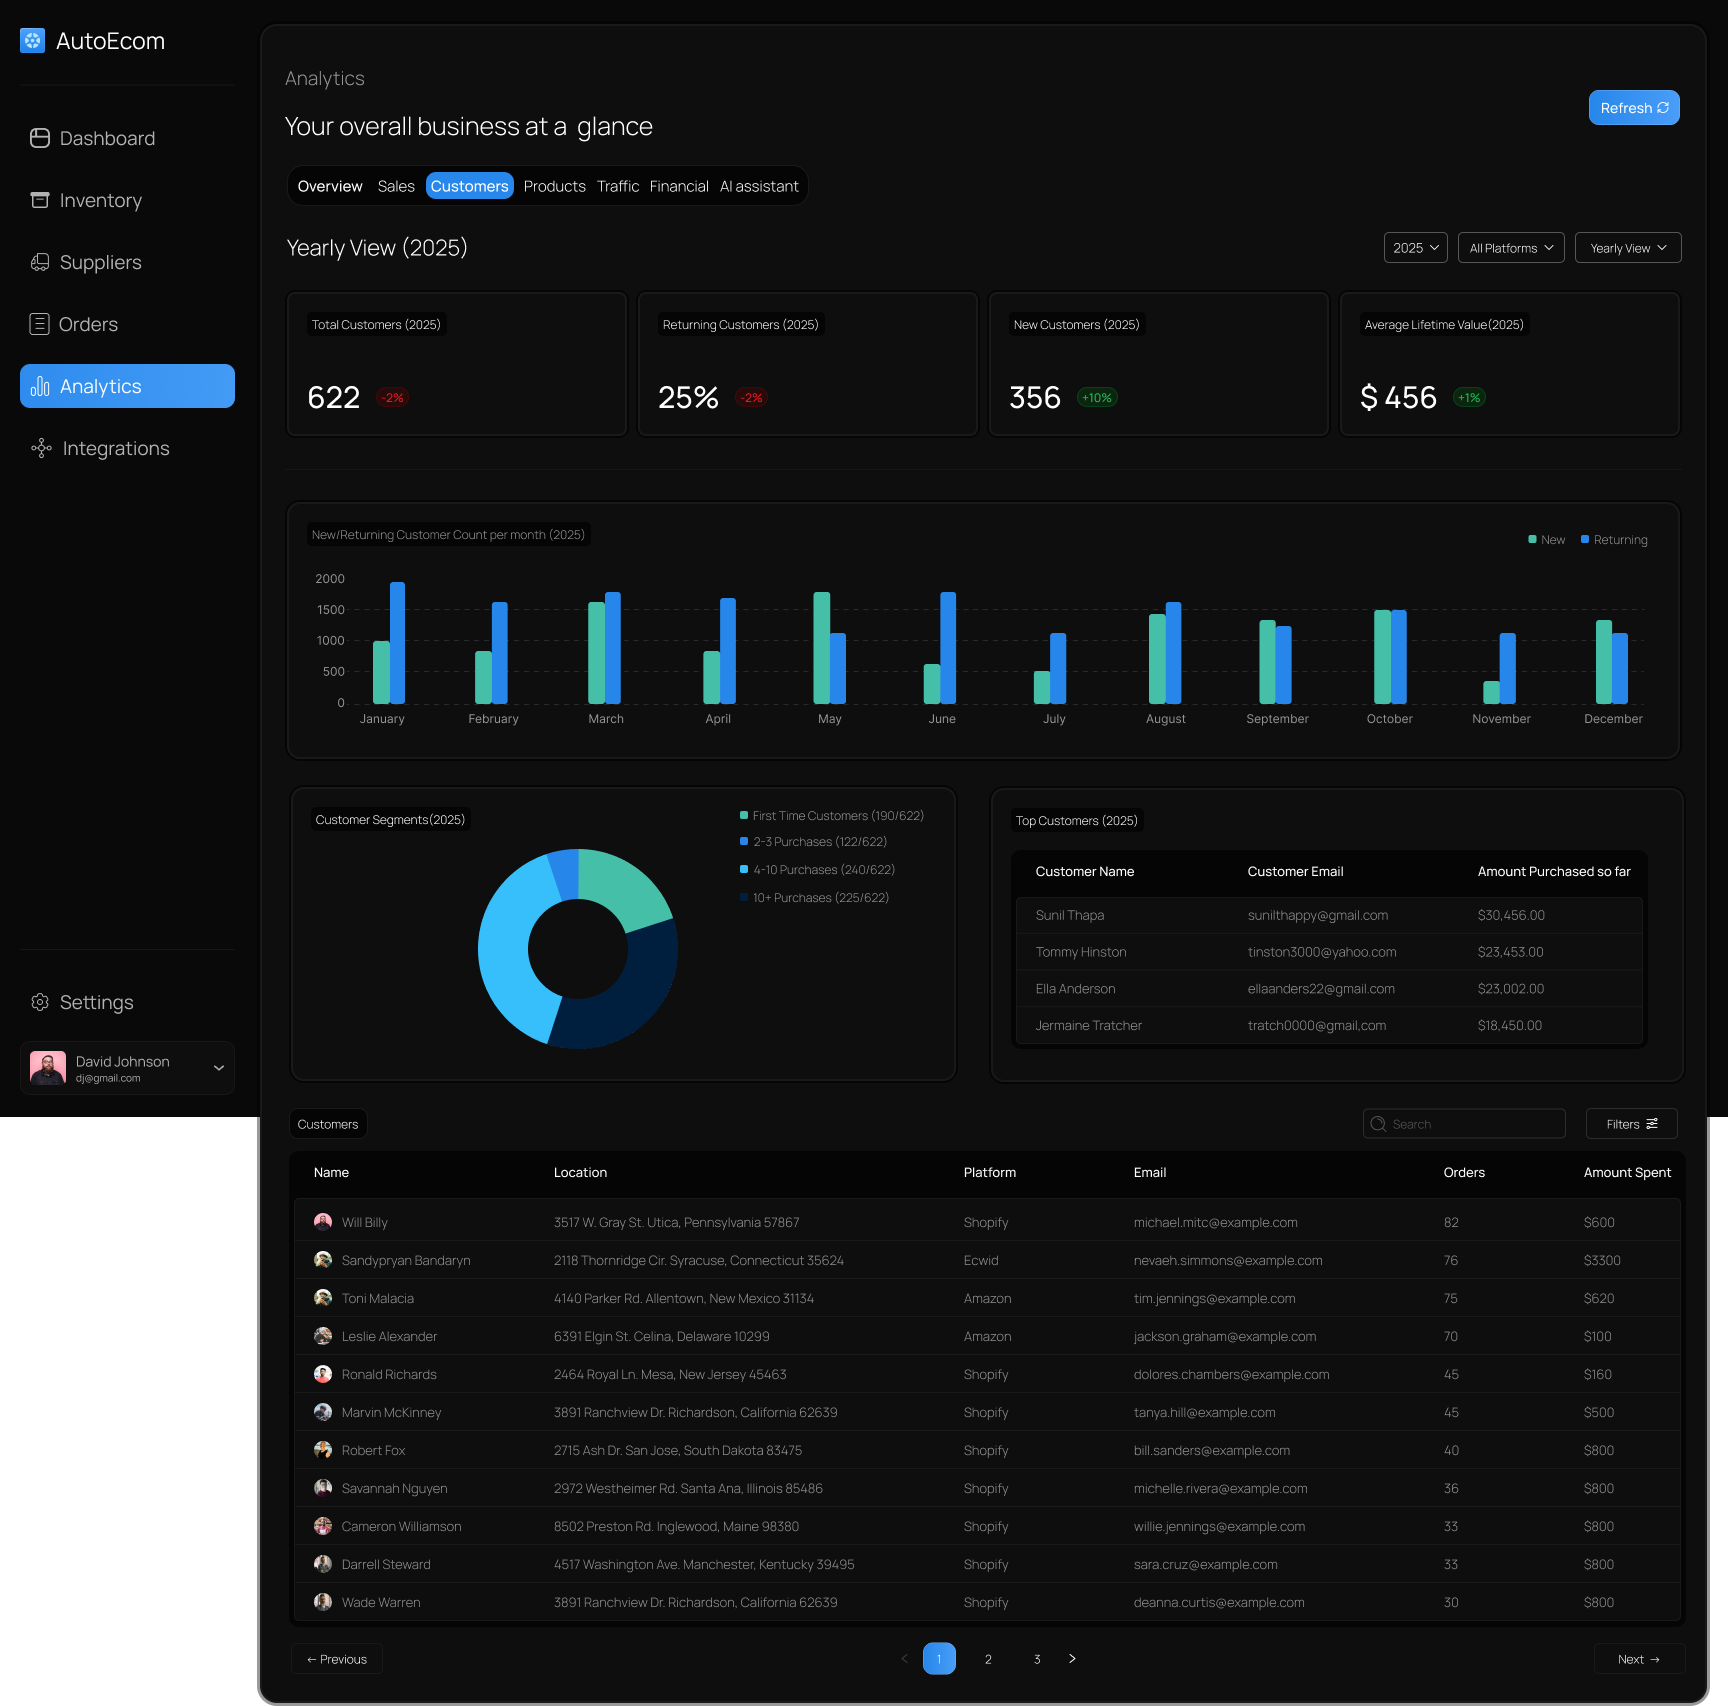 AutoEcom
Dashboard
Inventory
Suppliers
Orders
Analytics
Integrations
Settings
David Johnson
dj@gmail.com
Analytics
Your overall business at a glance
Refresh
Overview Sales Customers Products Traffic Financial AI assistant
Yearly View (2025)
2025 All Platforms Yearly View
Total Customers (2025)
622 -2%
Returning Customers (2025)
25% -2%
New Customers (2025)
356 +10%
Average Lifetime Value(2025)
$ 456 +1%
New/Returning Customer Count per month (2025)
New Returning
2000
1500
1000
500
0
January February March April May June July August September October November December
Customer Segments(2025)
First Time Customers (190/622)
2-3 Purchases (122/622)
4-10 Purchases (240/622)
10+ Purchases (225/622)
Top Customers (2025)
Customer Name Customer Email Amount Purchased so far
Sunil Thapa sunilthappy@gmail.com $30,456.00
Tommy Hinston tinston3000@yahoo.com $23,453.00
Ella Anderson ellaanders22@gmail.com $23,002.00
Jermaine Tratcher tratch0000@gmail,com $18,450.00
Customers
Search
Filters
Name Location Platform Email Orders Amount Spent
Will Billy 3517 W. Gray St. Utica, Pennsylvania 57867 Shopify michael.mitc@example.com 82 $600
Sandypryan Bandaryn 2118 Thornridge Cir. Syracuse, Connecticut 35624 Ecwid nevaeh.simmons@example.com 76 $3300
Toni Malacia 4140 Parker Rd. Allentown, New Mexico 31134 Amazon tim.jennings@example.com 75 $620
Leslie Alexander 6391 Elgin St. Celina, Delaware 10299 Amazon jackson.graham@example.com 70 $100
Ronald Richards 2464 Royal Ln. Mesa, New Jersey 45463 Shopify dolores.chambers@example.com 45 $160
Marvin McKinney 3891 Ranchview Dr. Richardson, California 62639 Shopify tanya.hill@example.com 45 $500
Robert Fox 2715 Ash Dr. San Jose, South Dakota 83475 Shopify bill.sanders@example.com 40 $800
Savannah Nguyen 2972 Westheimer Rd. Santa Ana, Illinois 85486 Shopify michelle.rivera@example.com 36 $800
Cameron Williamson 8502 Preston Rd. Inglewood, Maine 98380 Shopify willie.jennings@example.com 33 $800
Darrell Steward 4517 Washington Ave. Manchester, Kentucky 39495 Shopify sara.cruz@example.com 33 $800
Wade Warren 3891 Ranchview Dr. Richardson, California 62639 Shopify deanna.curtis@example.com 30 $800
← Previous
1 2 3
Next →